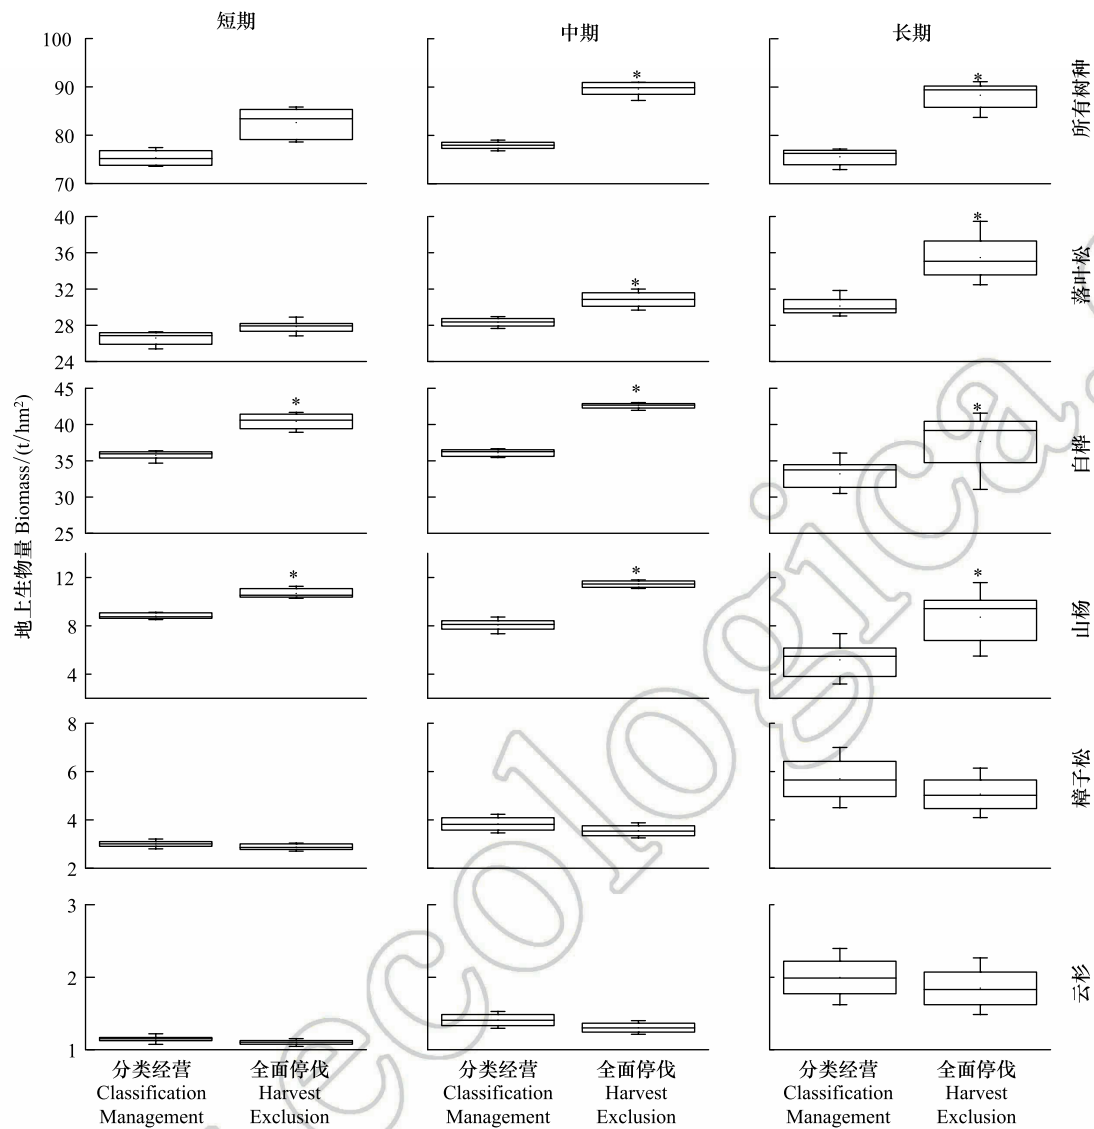 短期
中期
长期
100
90
80
70
*
*
所有树种
40
36
32
28
24
*
*
落叶松
45
40
35
30
25
*
*
*
白桦
12
8
4
*
*
*
山杨
8
6
4
2
樟子松
3
2
1
云杉
地上生物量 Biomass/(t/hm²)
分类经营
Classification
Management
全面停伐
Harvest
Exclusion
分类经营
Classification
Management
全面停伐
Harvest
Exclusion
分类经营
Classification
Management
全面停伐
Harvest
Exclusion
ecologica